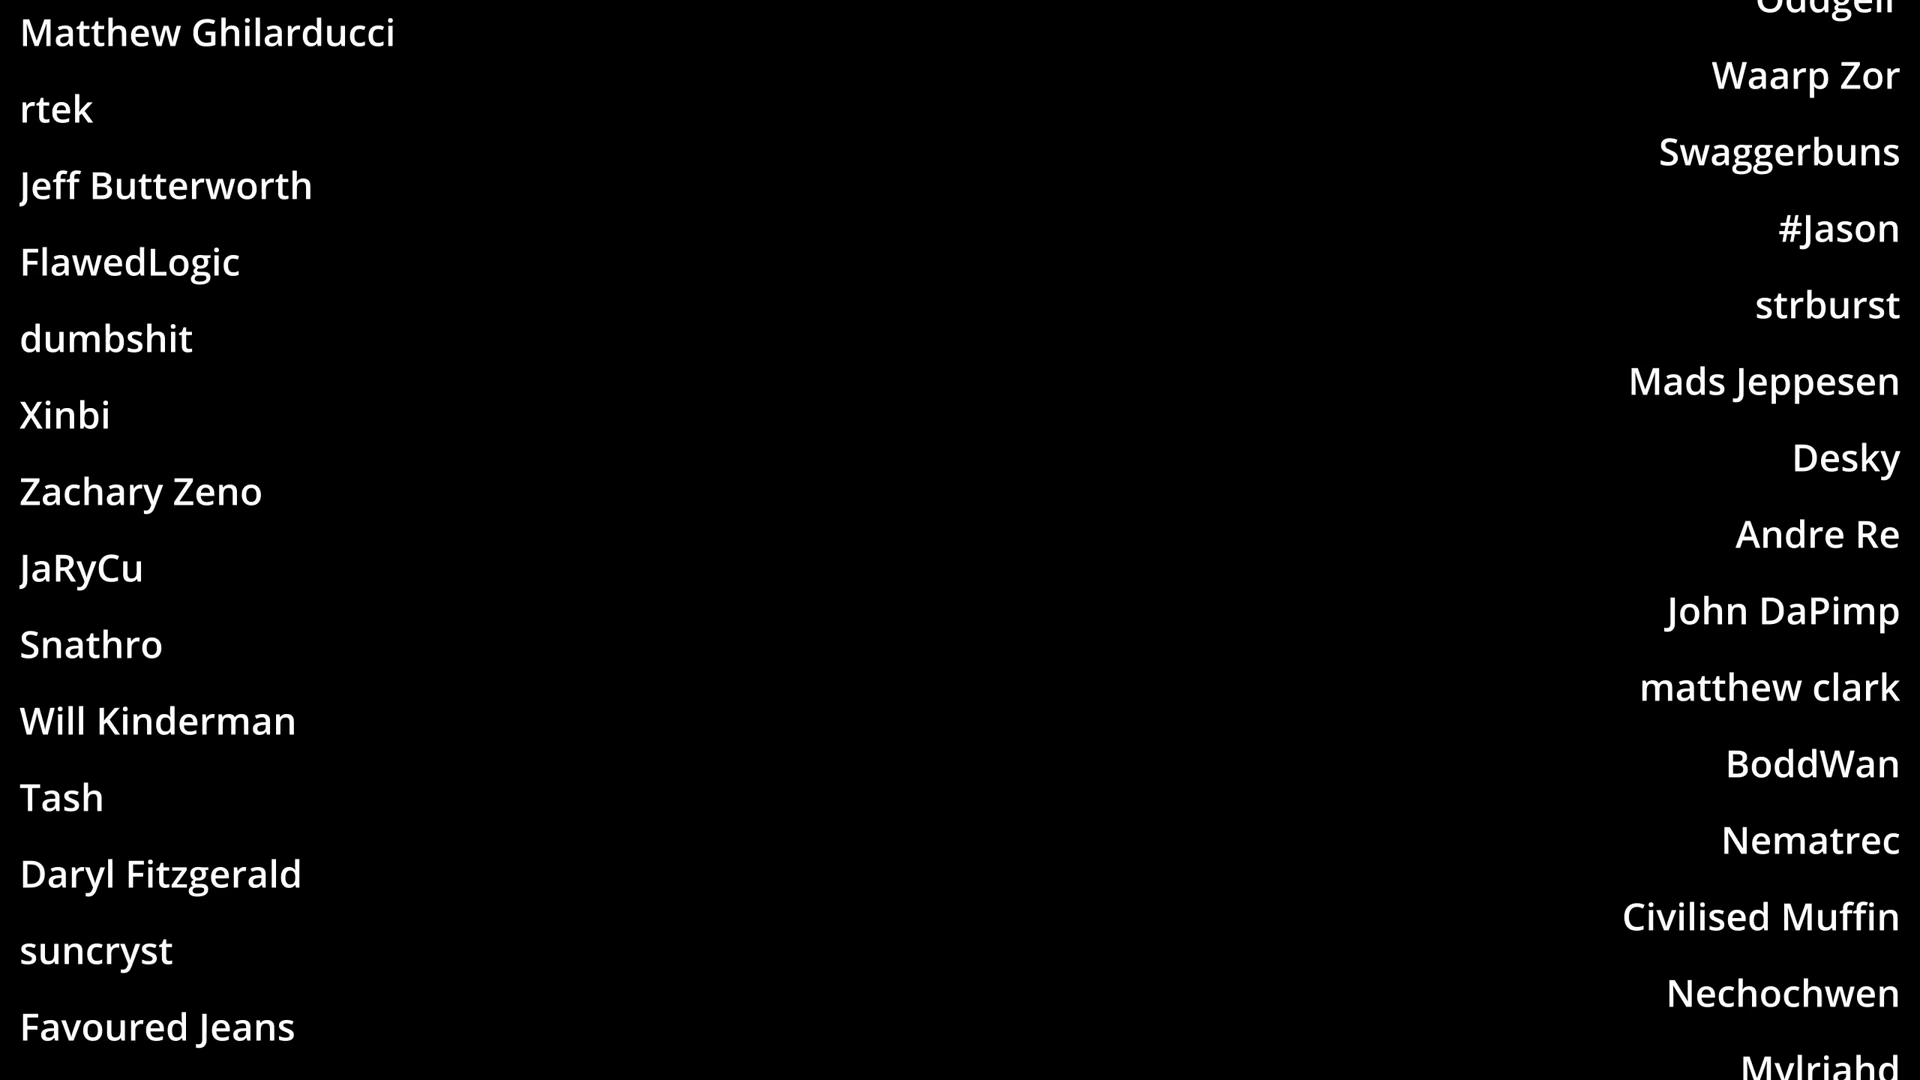 Matthew Ghilarducci
rtek
Jeff Butterworth
FlawedLogic
dumbshit
Xinbi
Zachary Zeno
JaRyCu
Snathro
Will Kinderman
Tash
Daryl Fitzgerald
suncryst
Favoured Jeans
Waarp Zor
Swaggerbuns
#Jason
strburst
Mads Jeppesen
Desky
Andre Re
John DaPimp
matthew clark
BoddWan
Nematrec
Civilised Muffin
Nechochwen